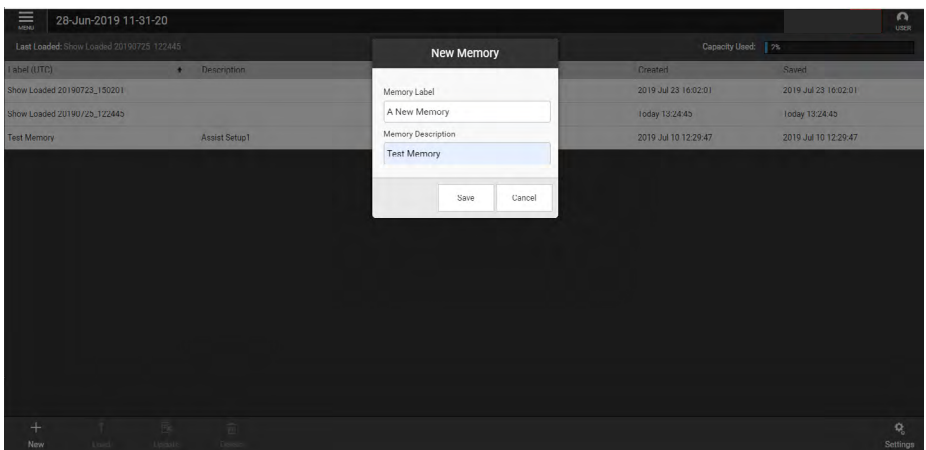 MENU
28-Jun-2019 11-31-20
USER
Last Loaded: Show Loaded 20190725 122445
Capacity Used: 2%
New Memory
Label (UTC) Description Created Saved
Show Loaded 20190723_150201 2019 Jul 23 16:02:01 2019 Jul 23 16:02:01
Show Loaded 20190725_122445 Today 13:24:45 Today 13:24:45
Test Memory Assist Setup1 2019 Jul 10 12:29:47 2019 Jul 10 12:29:47
Memory Label
A New Memory
Memory Description
Test Memory
Save Cancel
New Load Update Delete Settings